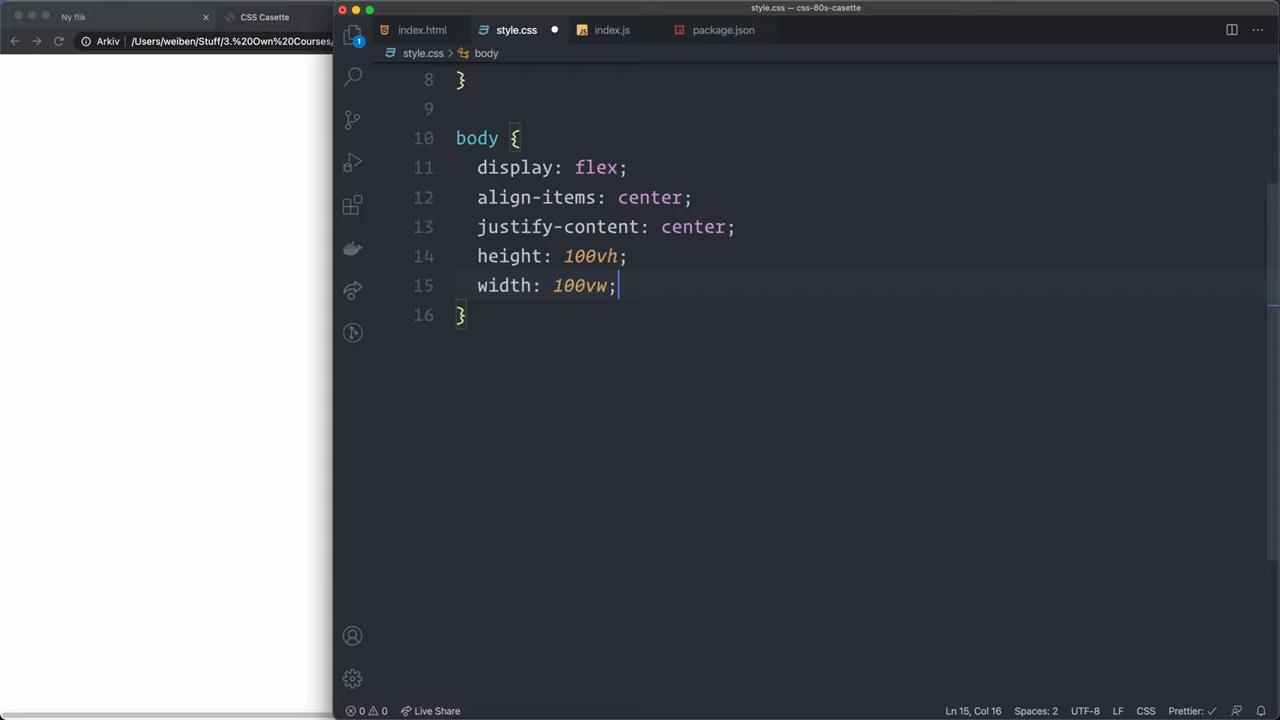 style.css — css-80s-casette
Ny flik
CSS Casette
index.html
style.css
index.js
package.json
Arkiv
/Users/weiben/Stuff/3.%20Own%20Courses/
style.css
body
1
8 }
9
10 body {
11 display: flex;
12 align-items: center;
13 justify-content: center;
14 height: 100vh;
15 width: 100vw;
16 }
0 0
Live Share
Ln 15, Col 16
Spaces: 2
UTF-8
LF
CSS
Prettier: